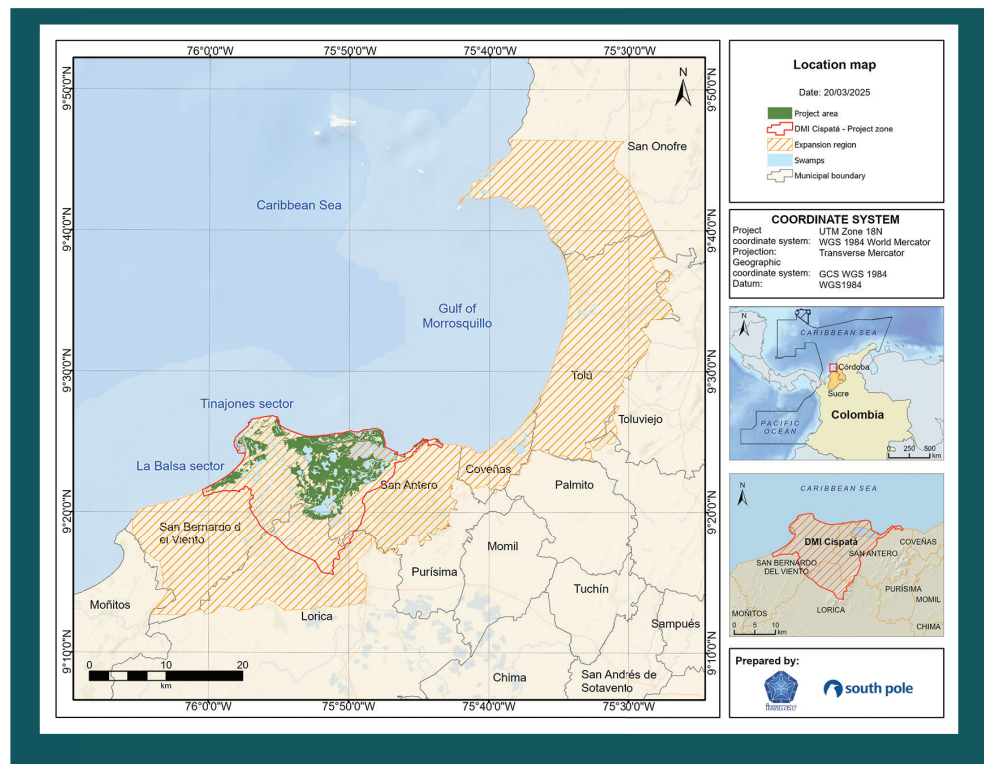 76°0'0"W
75°50'0"W
75°40'0"W
75°30'0"W
9°50'0"N
9°50'0"N
N
San Onofre
Caribbean Sea
9°40'0"N
9°40'0"N
Gulf of
Morrosquillo
9°30'0"N
9°30'0"N
Tolú
Tinajones sector
Toluviejo
La Balsa sector
Coveñas
San Antero
Palmito
9°20'0"N
9°20'0"N
San Bernardo d
el Viento
Momil
Purísima
Tuchín
Moñitos
Lorica
Sampués
9°10'0"N
9°10'0"N
0 10 20
km
Chima
San Andrés de
Sotavento
76°0'0"W
75°50'0"W
75°40'0"W
75°30'0"W
Location map
Date: 20/03/2025
Project area
DMI Cispatá - Project zone
Expansion region
Swamps
Municipal boundary
COORDINATE SYSTEM
Project UTM Zone 18N
coordinate system: WGS 1984 World Mercator
Projection: Transverse Mercator
Geographic
coordinate system: GCS WGS 1984
Datum: WGS1984
N
CARIBBEAN SEA
Córdoba
Sucre
Colombia
PACIFIC
OCEAN
0 250 500
km
N
CARIBBEAN SEA
DMI Cispatá
COVEÑAS
SAN ANTERO
SAN BERNARDO
DEL VIENTO
PURÍSIMA
MOMIL
MOÑITOS
LORICA
CHIMA
0 5 10
km
Prepared by:
invemar
south pole